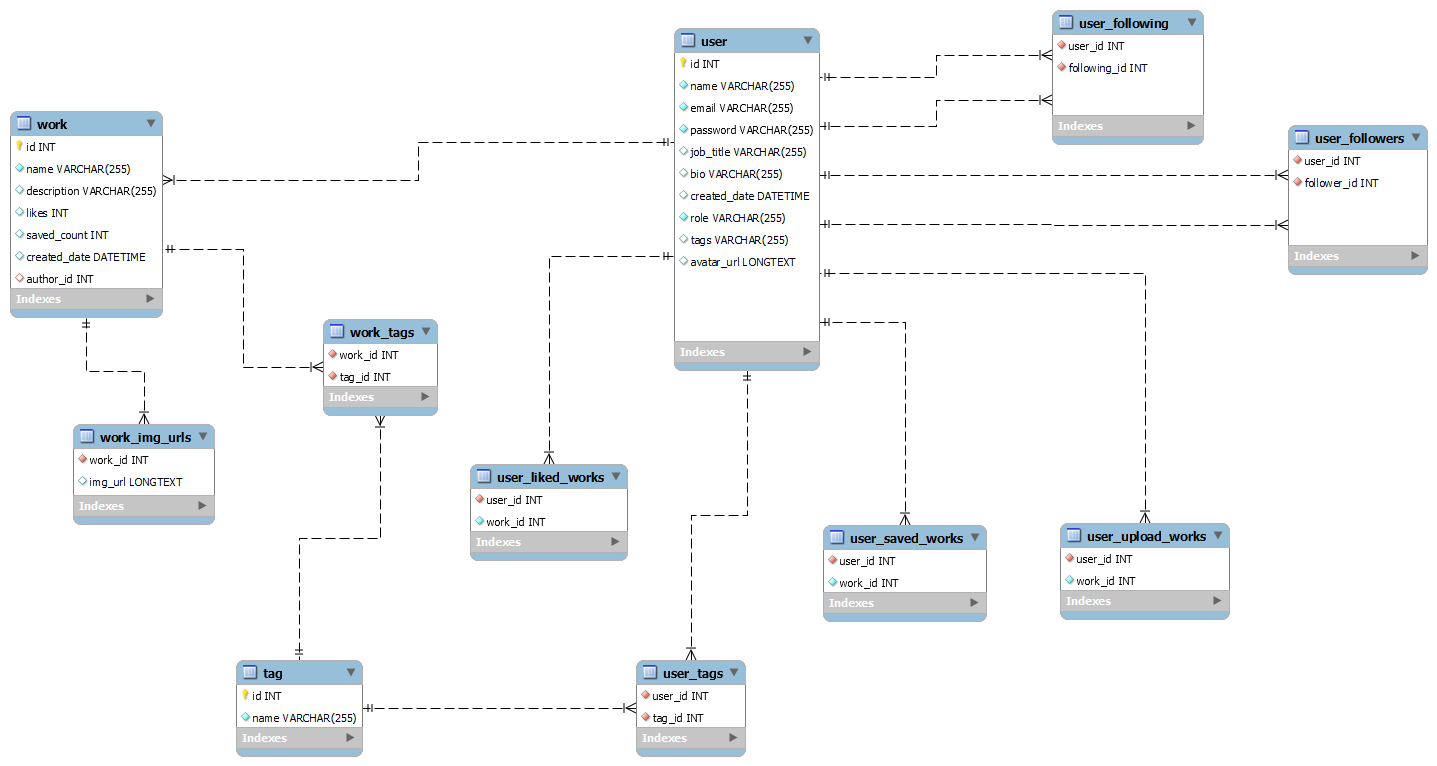 user_following
user_id INT
following_id INT
Indexes
user
id INT
name VARCHAR(255)
email VARCHAR(255)
password VARCHAR(255)
job_title VARCHAR(255)
bio VARCHAR(255)
created_date DATETIME
role VARCHAR(255)
tags VARCHAR(255)
avatar_url LONGTEXT
Indexes
work
id INT
name VARCHAR(255)
description VARCHAR(255)
likes INT
saved_count INT
created_date DATETIME
author_id INT
Indexes
user_followers
user_id INT
follower_id INT
Indexes
work_tags
work_id INT
tag_id INT
Indexes
work_img_urls
work_id INT
img_url LONGTEXT
Indexes
user_liked_works
user_id INT
work_id INT
Indexes
user_saved_works
user_id INT
work_id INT
Indexes
user_upload_works
user_id INT
work_id INT
Indexes
tag
id INT
name VARCHAR(255)
Indexes
user_tags
user_id INT
tag_id INT
Indexes